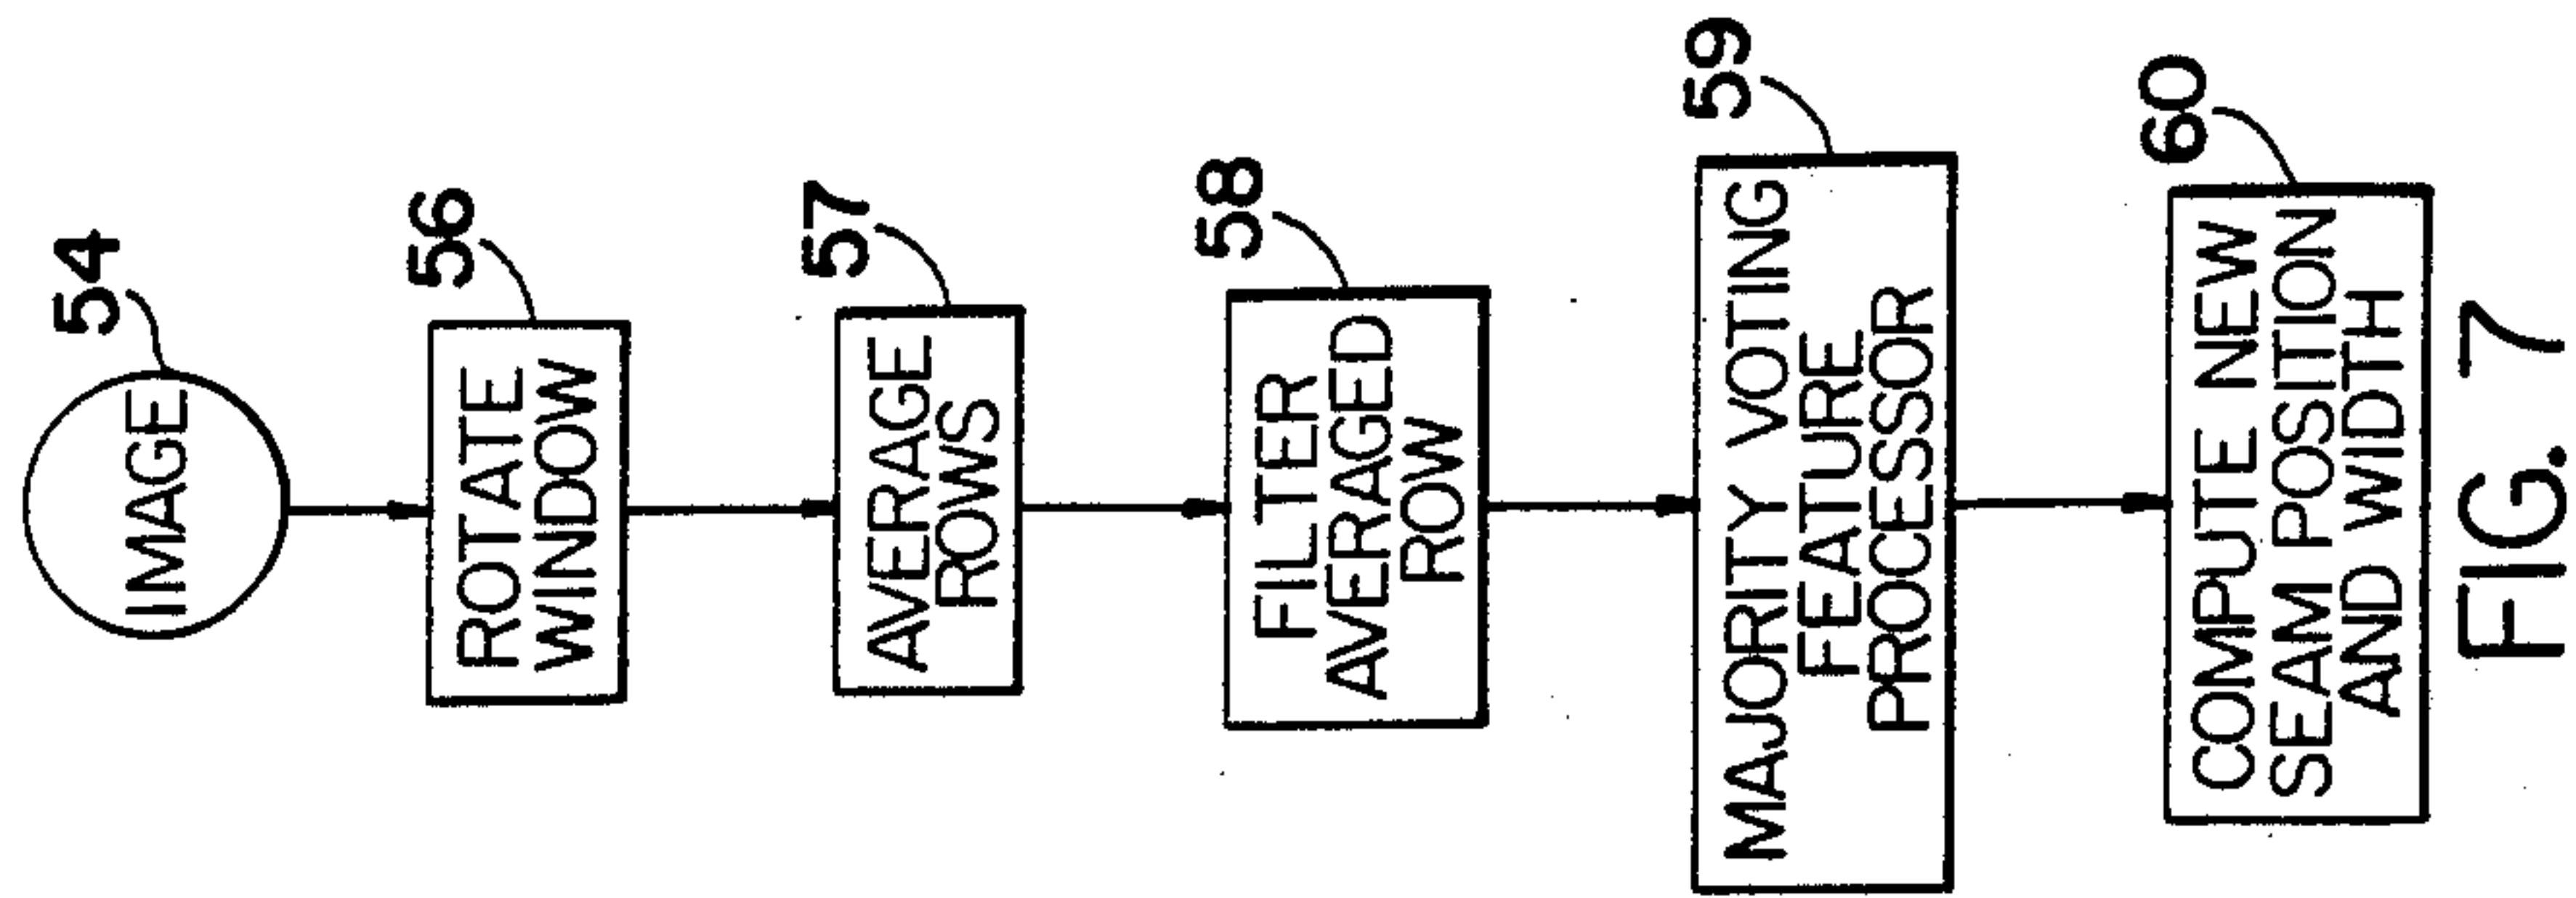 54
IMAGE
56
ROTATE
WINDOW
57
AVERAGE
ROWS
58
FILTER
AVERAGED
ROW
59
MAJORITY VOTING
FEATURE
PROCESSOR
60
COMPUTE NEW
SEAM POSITION
AND WIDTH
FIG. 7